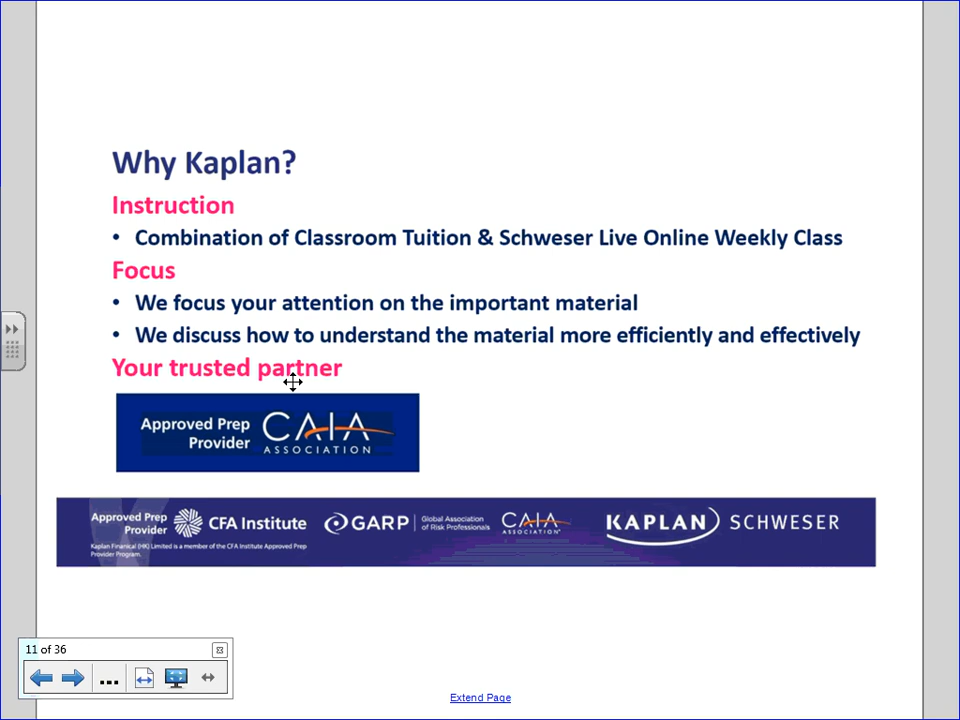 Why Kaplan?
Instruction
• Combination of Classroom Tuition & Schweser Live Online Weekly Class
Focus
• We focus your attention on the important material
• We discuss how to understand the material more efficiently and effectively
Your trusted partner
Approved Prep
Provider
CAIA
ASSOCIATION
Approved Prep
Provider
CFA Institute
Kaplan Finanical (HK) Limited is a member of the CFA Institute Approved Prep
Provider Program.
GARP
Global Association
of Risk Professionals
CAIA
ASSOCIATION®
KAPLAN SCHWESER
11 of 36
...
Extend Page